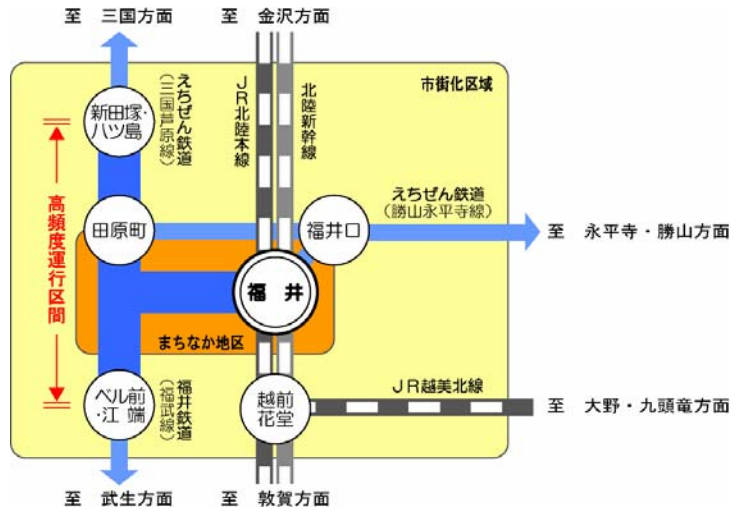 至 三国方面
至 金沢方面
市街化区域
新田塚・
八ツ島
えちぜん鉄道
(三国芦原線)
JR北陸本線
北陸新幹線
高頻度運行区間
田原町
福井口
えちぜん鉄道
(勝山永平寺線)
至 永平寺・勝山方面
福井
まちなか地区
ベル前
・江端
福井鉄道
(福武線)
越前
花堂
JR越美北線
至 大野・九頭竜方面
至 武生方面
至 敦賀方面